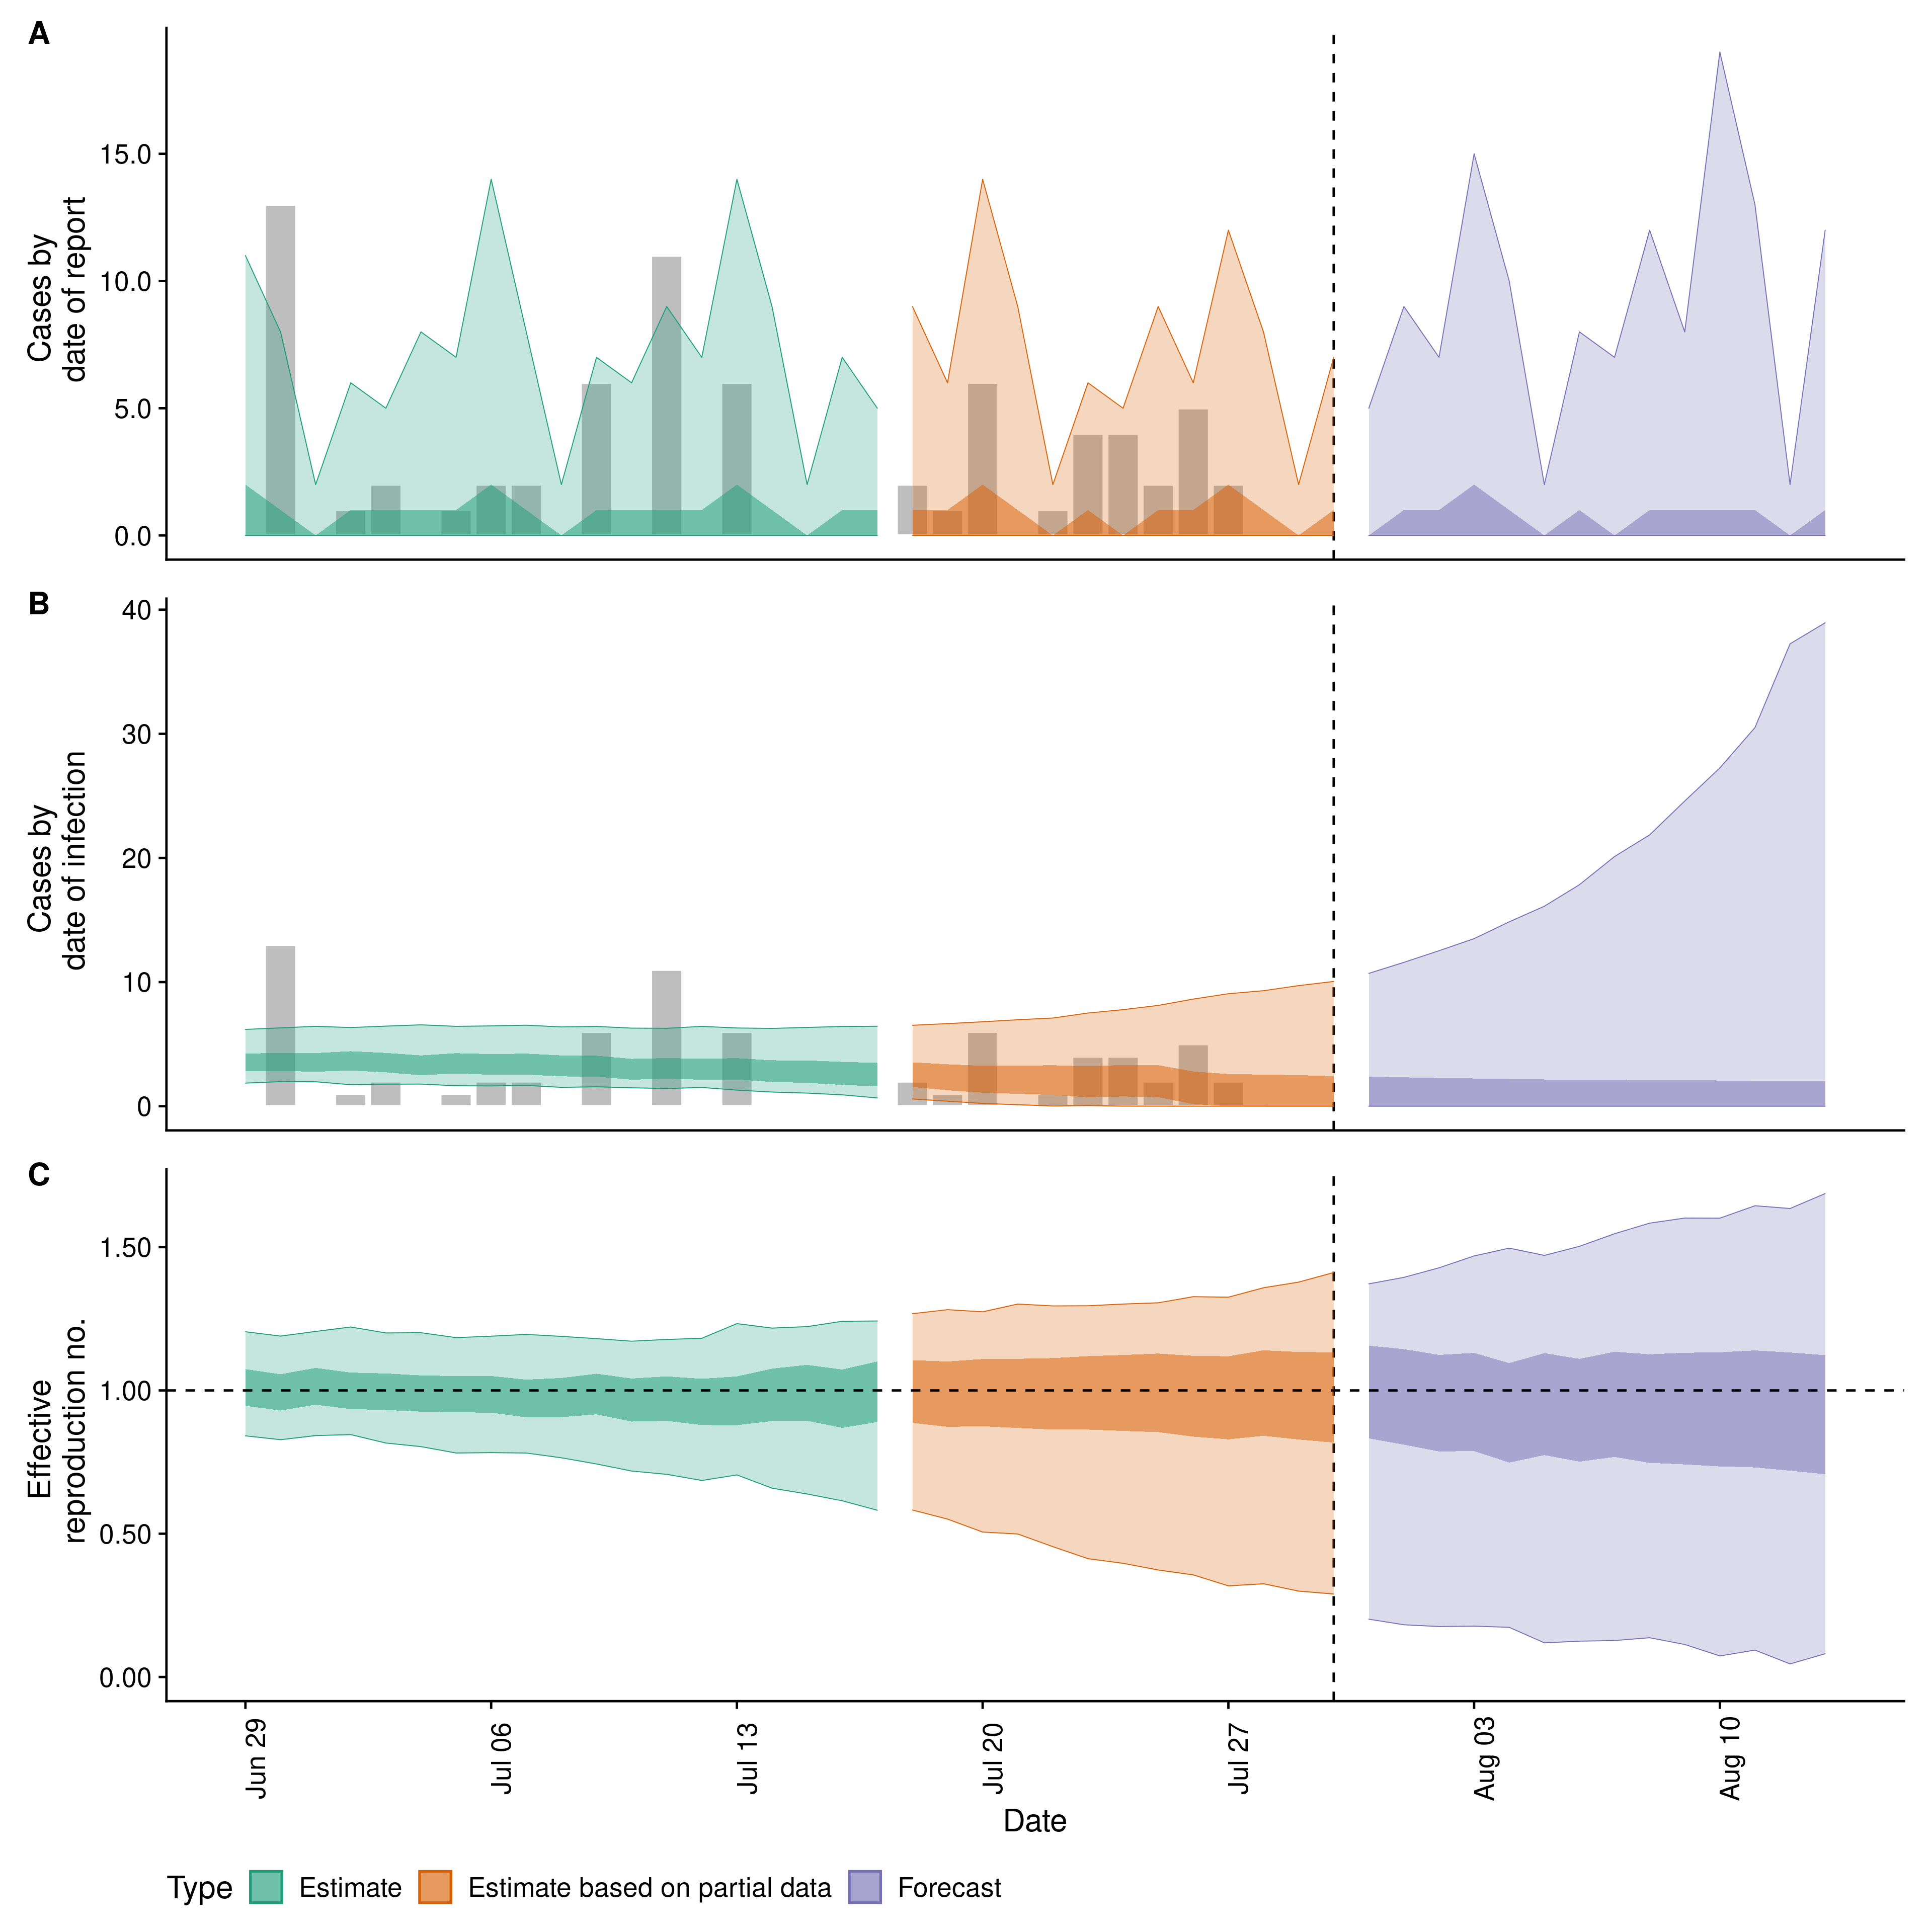 A
Cases by
date of report
15.0
10.0
5.0
0.0
B
Cases by
date of infection
40
30
20
10
0
C
Effective
reproduction no.
1.50
1.00
0.50
0.00
Jun 29
Jul 06
Jul 13
Jul 20
Jul 27
Aug 03
Aug 10
Date
Type Estimate Estimate based on partial data Forecast